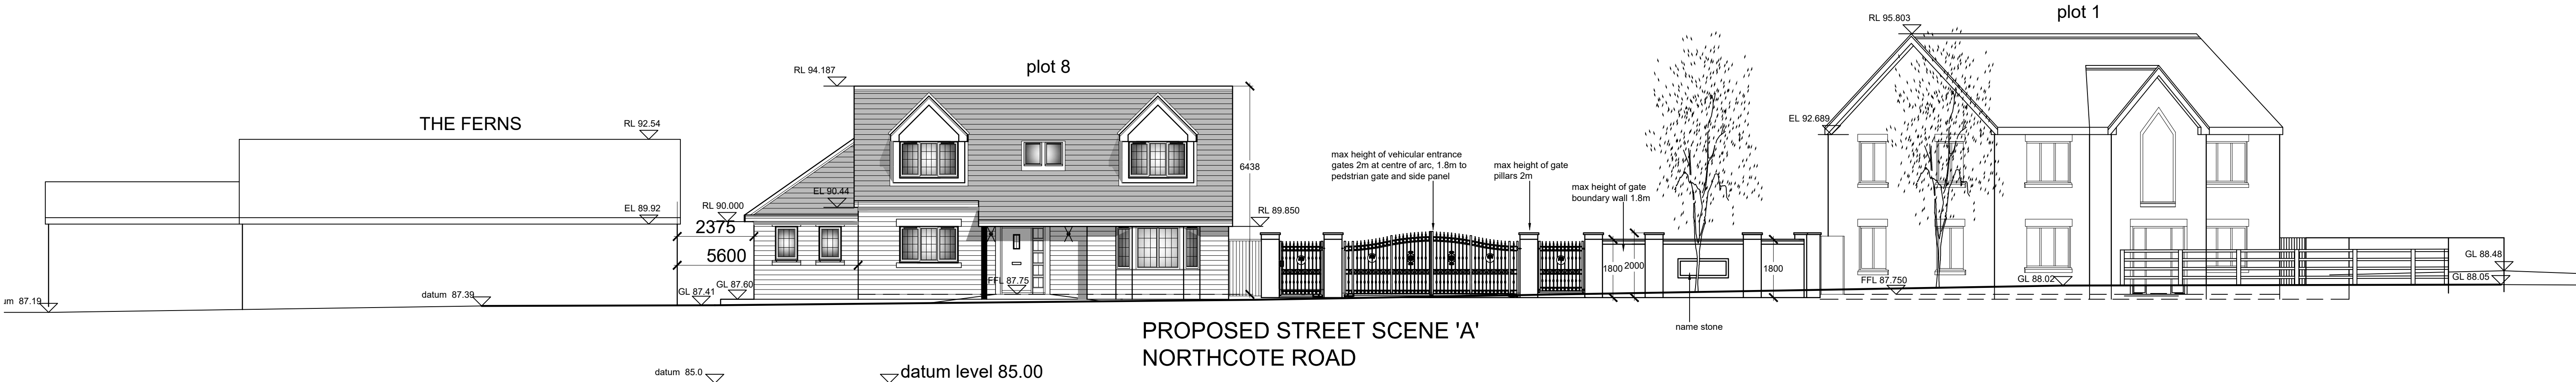 plot 1
RL 95.803
plot 8
RL 94.187
THE FERNS
RL 92.54
EL 92.689
max height of vehicular entrance
gates 2m at centre of arc, 1.8m to
pedstrian gate and side panel
max height of gate
pillars 2m
max height of gate
boundary wall 1.8m
6438
EL 90.44
RL 90.000
EL 89.92
RL 89.850
2375
5600
1800
2000
1800
GL 88.48
GL 88.05
GL 88.02
FFL 87.750
FFL 87.75
GL 87.60
GL 87.41
datum 87.39
87.19
name stone
PROPOSED STREET SCENE 'A'
NORTHCOTE ROAD
datum 85.0
datum level 85.00